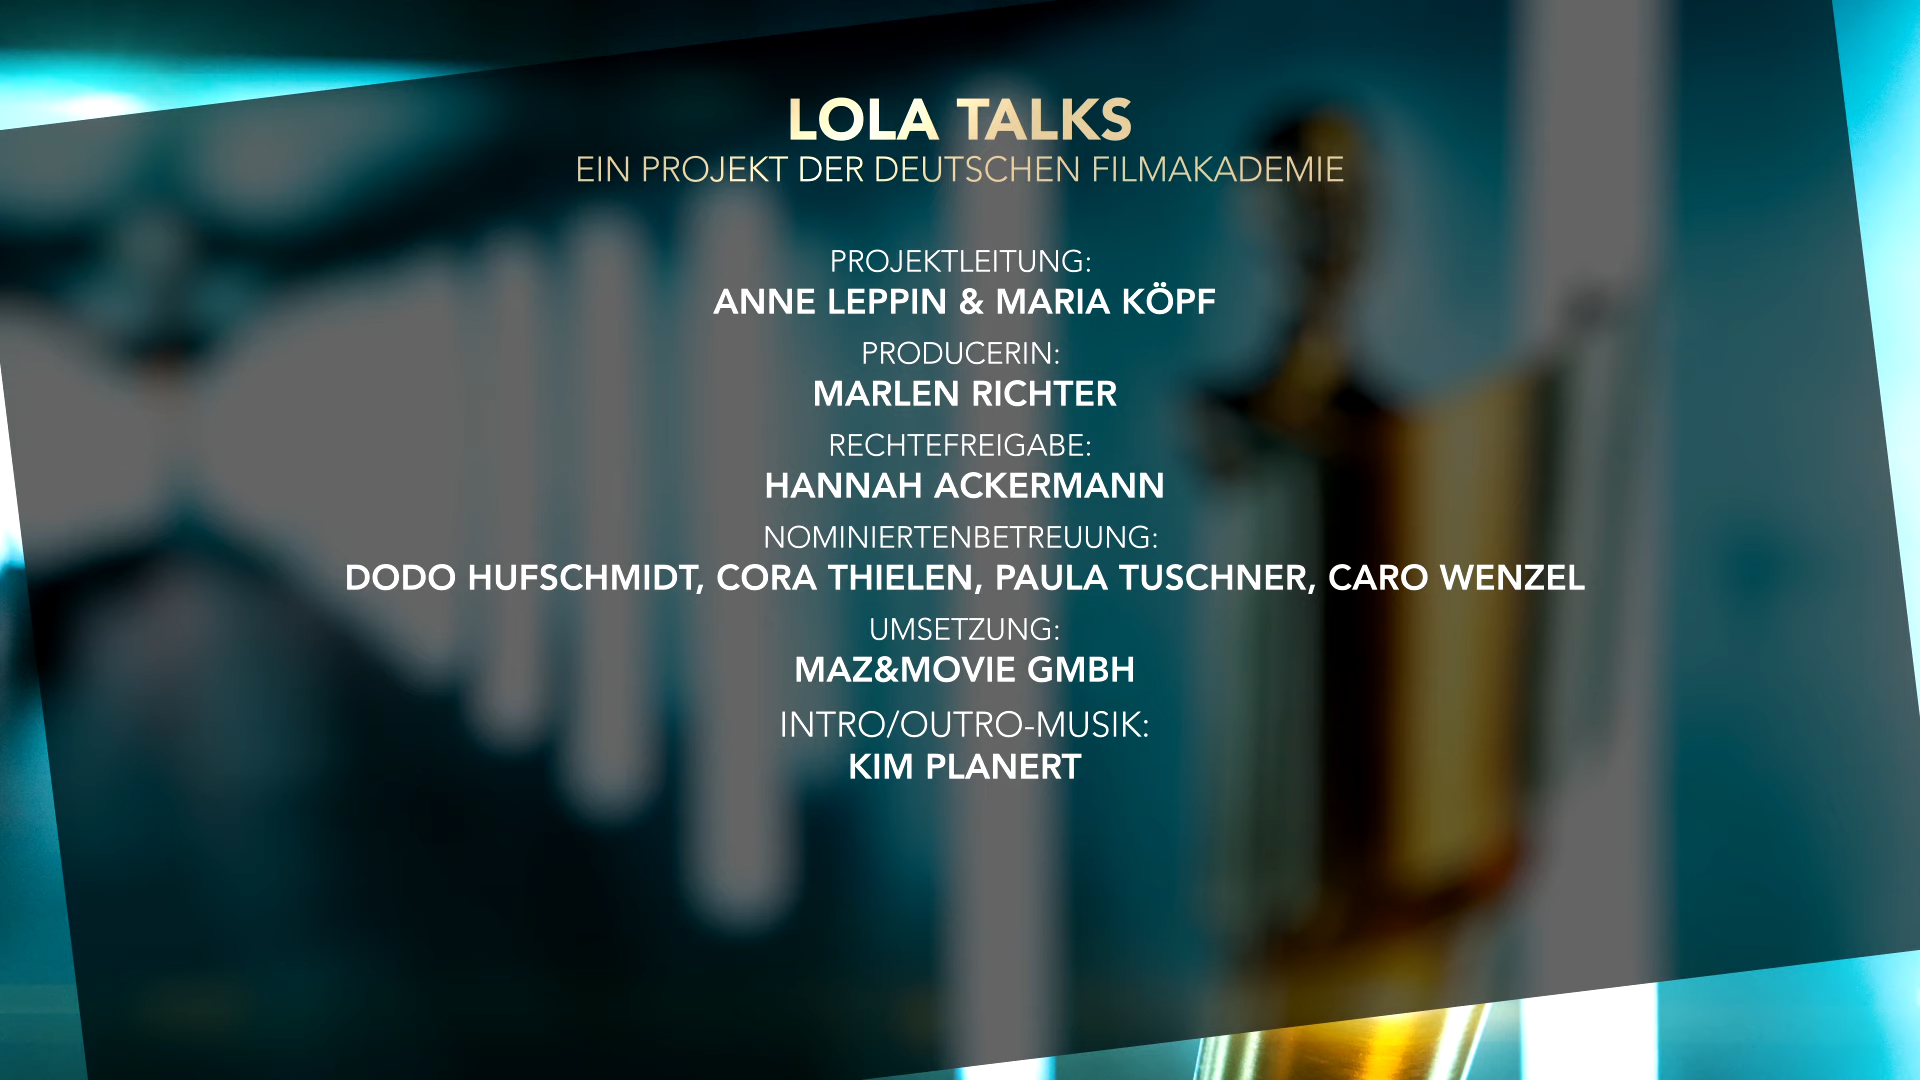 LOLA TALKS
EIN PROJEKT DER DEUTSCHEN FILMAKADEMIE
PROJEKTLEITUNG:
ANNE LEPPIN & MARIA KÖPF
PRODUCERIN:
MARLEN RICHTER
RECHTEFREIGABE:
HANNAH ACKERMANN
NOMINIERTENBETREUUNG:
DODO HUFSCHMIDT, CORA THIELEN, PAULA TUSCHNER, CARO WENZEL
UMSETZUNG:
MAZ&MOVIE GMBH
INTRO/OUTRO-MUSIK:
KIM PLANERT